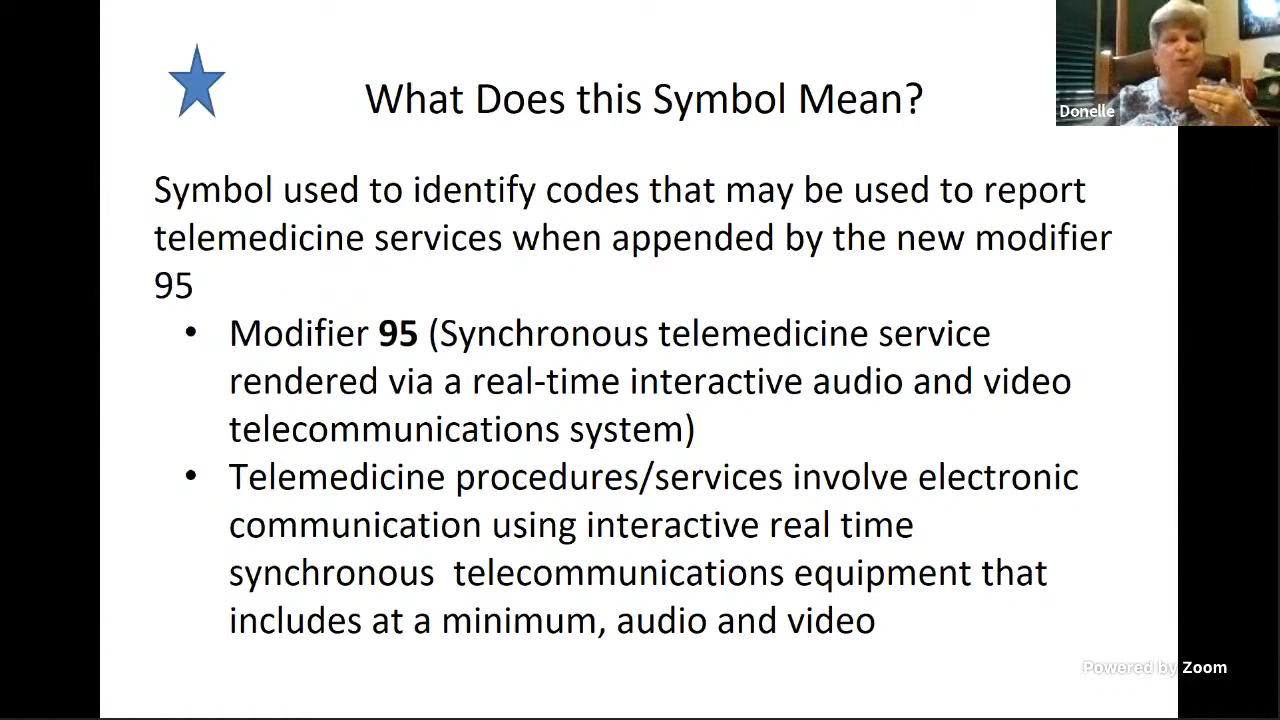 What Does this Symbol Mean?
Donelle
Symbol used to identify codes that may be used to report
telemedicine services when appended by the new modifier
95
• Modifier 95 (Synchronous telemedicine service
rendered via a real-time interactive audio and video
telecommunications system)
• Telemedicine procedures/services involve electronic
communication using interactive real time
synchronous  telecommunications equipment that
includes at a minimum, audio and video
Powered by Zoom